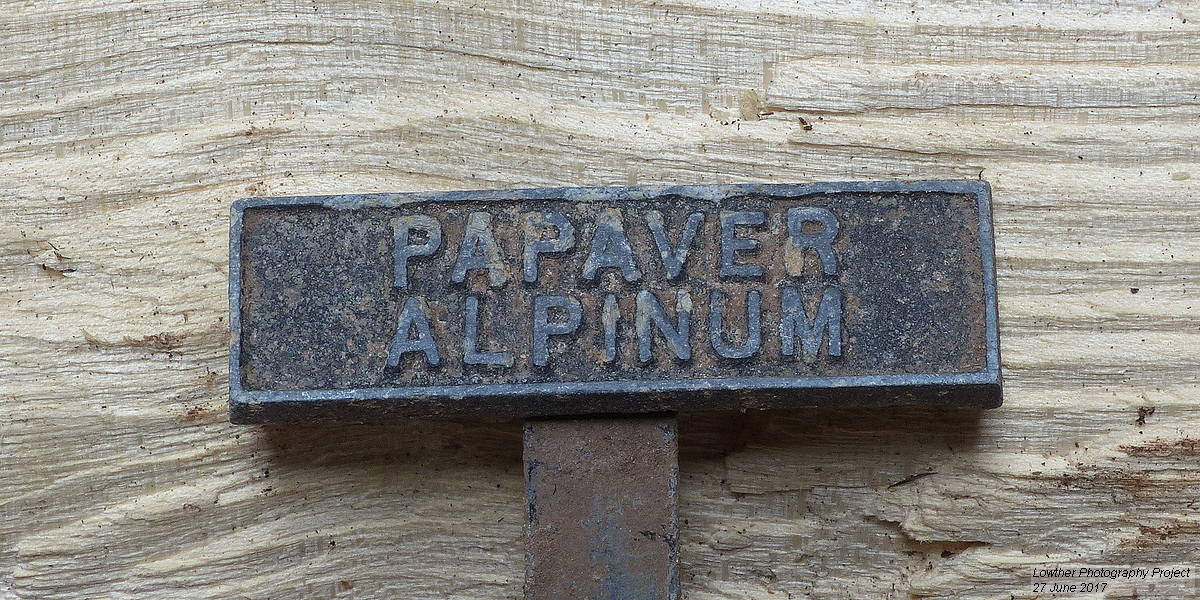 PAPAVER
ALPINUM
Lowther Photography Project
27 June 2017